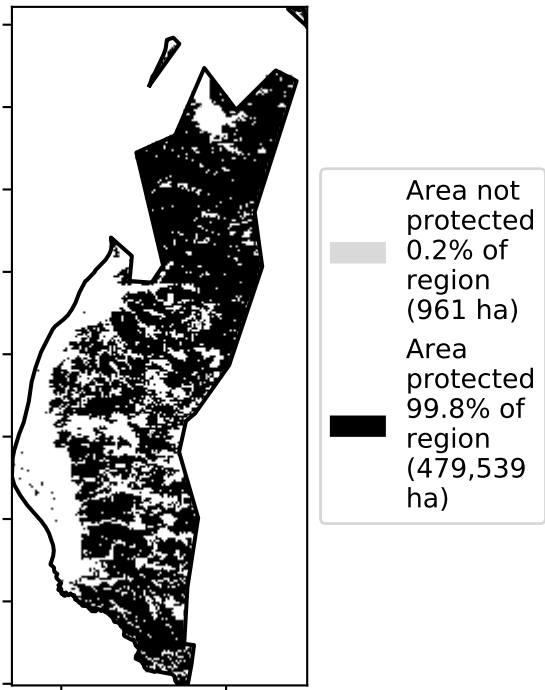 Area not
protected
0.2% of
region
(961 ha)
Area
protected
99.8% of
region
(479,539
ha)